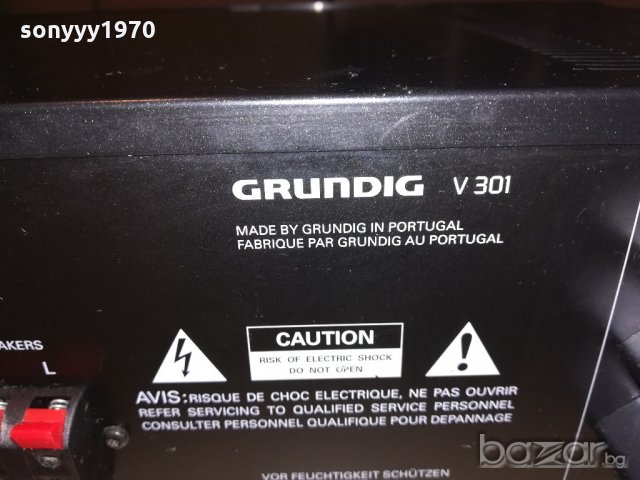 sonyyy1970
GRUNDIG V 301
MADE BY GRUNDIG IN PORTUGAL
FABRIQUE PAR GRUNDIG AU PORTUGAL
AKERS
L
CAUTION
RISK OF ELECTRIC SHOCK
DO NOT OPEN
AVIS: RISQUE DE CHOC ELECTRIQUE, NE PAS OUVRIR
REFER SERVICING TO QUALIFIED SERVICE PERSONNEL
CONSULTER PERSONNEL QUALIFIQUE POUR DEPANNAGE
VOR FEUCHTIGKEIT SCHÜTZEN
bazar.bg